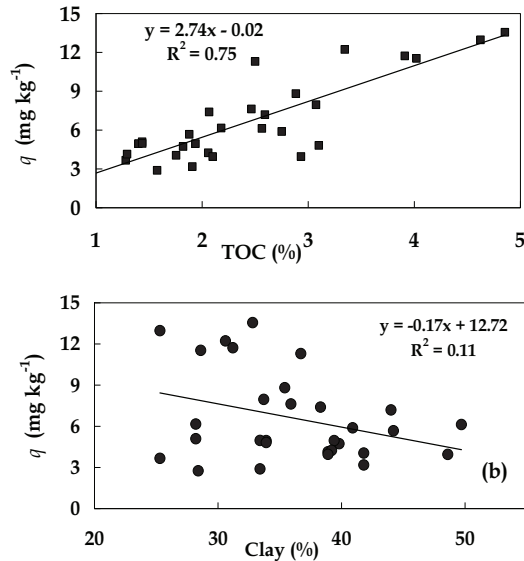 y = 2.74x - 0.02
R² = 0.75
15
12
9
6
3
0
q (mg kg⁻¹)
1 2 3 4 5
TOC (%)
y = -0.17x + 12.72
R² = 0.11
15
12
9
6
3
0
q (mg kg⁻¹)
(b)
20 30 40 50
Clay (%)